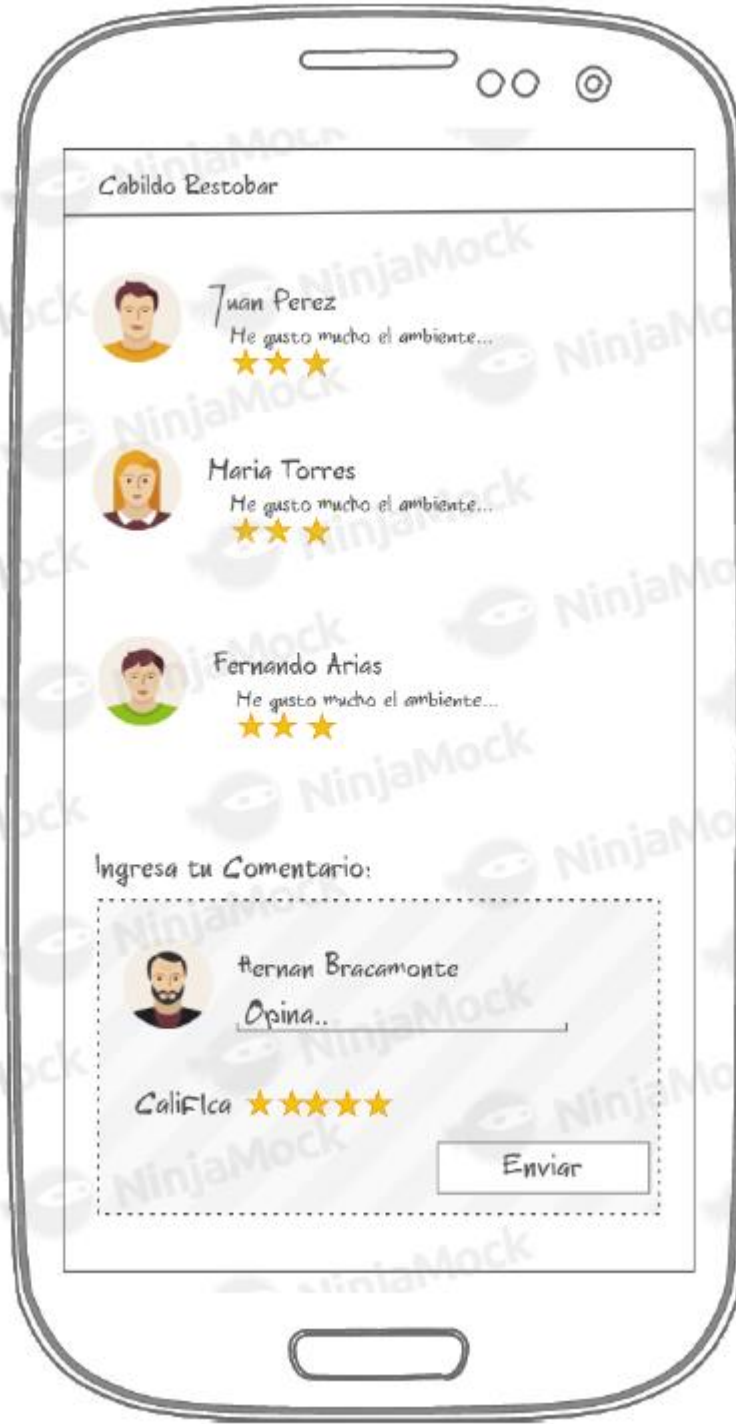 Cabildo Restobar
Juan Perez
He gusto mucho el ambiente...
Maria Torres
He gusto mucho el ambiente...
Fernando Arias
He gusto mucho el ambiente...
Ingresa tu Comentario:
Hernan Bracamonte
Opina..
CaliFIca
Enviar
NinjaMock